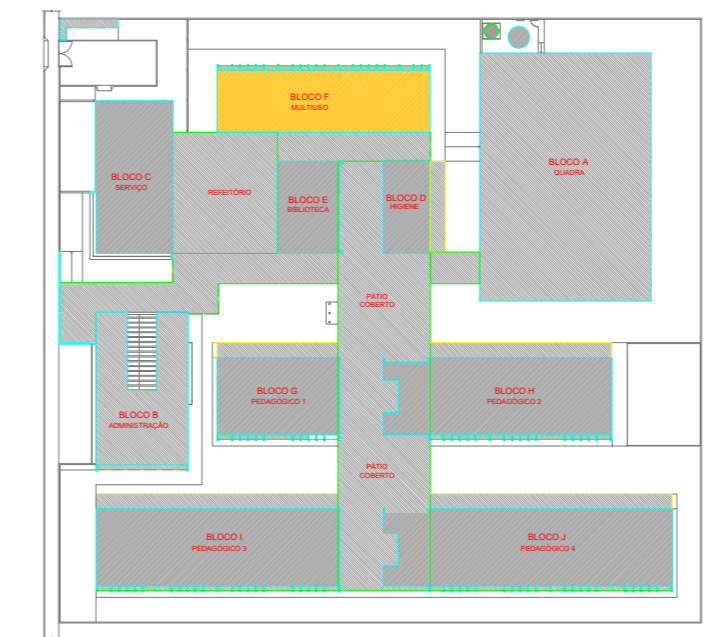 BLOCO F
MULTIUSO
BLOCO A
QUADRA
BLOCO C
SERVIÇO
REFEITÓRIO
BLOCO E
BIBLIOTECA
BLOCO D
HIGIENE
PÁTIO
COBERTO
BLOCO G
PEDAGÓGICO 1
BLOCO H
PEDAGÓGICO 2
BLOCO B
ADMINISTRAÇÃO
PÁTIO
COBERTO
BLOCO I
PEDAGÓGICO 3
BLOCO J
PEDAGÓGICO 4